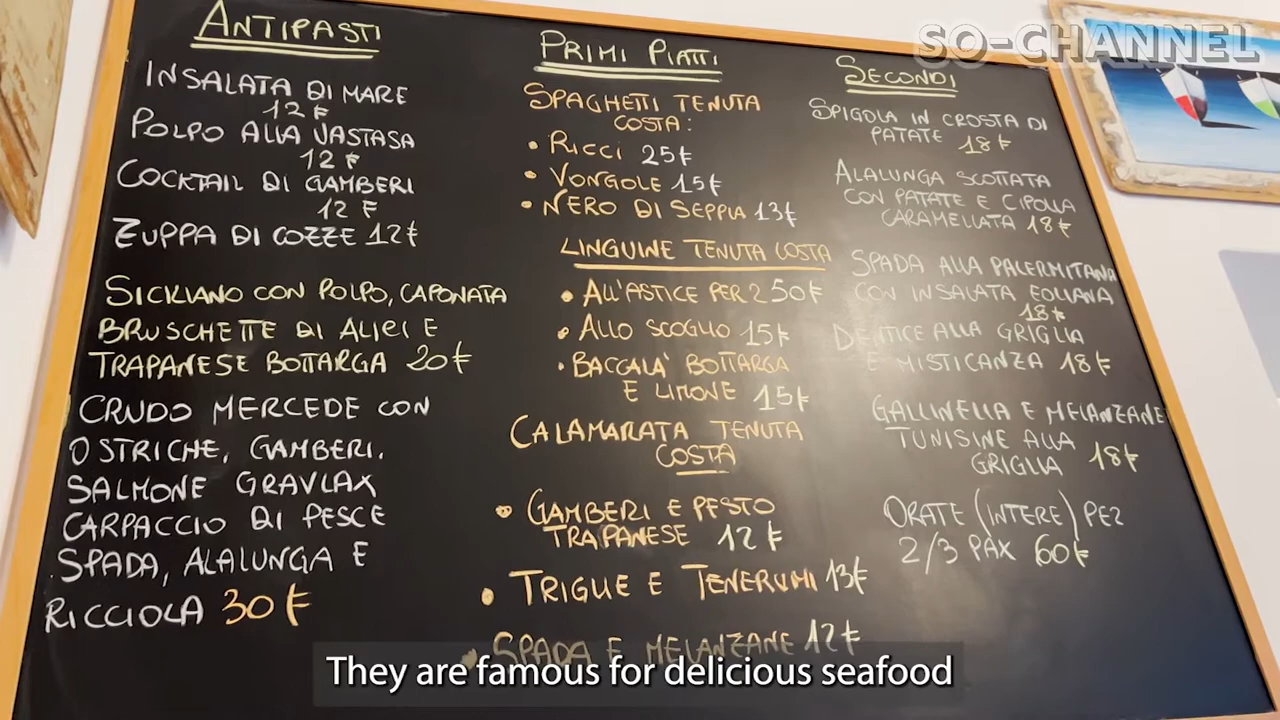 SO-CHANNEL
ANTIPASTI
INSALATA DI MARE
12 €
POLPO ALLA VASTASA
12 €
COCKTAIL DI GAMBERI
12 €
ZUPPA DI COZZE 12€
SICILIANO CON POLPO, CAPONATA
BRUSCHETTE DI ALICI E
TRAPANESE BOTTARGA 20€
CRUDO MERCEDE CON
OSTRICHE, GAMBERI,
SALMONE GRAVLAX
CARPACCIO DI PESCE
SPADA, ALALUNGA E
RICCIOLA 30€
PRIMI PIATTI
SPAGHETTI TENUTA
COSTA:
• RICCI 25€
• VONGOLE 15€
• NERO DI SEPPIA 13€
LINGUINE TENUTA COSTA
• ALL'ASTICE PER 2 50€
• ALLO SCOGLIO 15€
• BACCALA' BOTTARGA
E LIMONE 15€
CALAMARATA TENUTA
COSTA
• GAMBERI E PESTO
TRAPANESE 12€
• TRIGLIE E TENERUMI 13€
• SPADA E MELANZANE 12€
SECONDI
SPIGOLA IN CROSTA DI
PATATE 18€
ALALUNGA SCOTTATA
CON PATATE E CIPOLLA
CARAMELLATA 18€
SPADA ALLA PALERMITANA
CON INSALATA EOLIANA
18€
DENTICE ALLA GRIGLIA
E MISTICANZA 18€
GALLINELLA E MELANZANE
TUNISINE ALLA
GRIGLIA 18€
ORATE (INTERE) PER
2/3 PAX 60€
They are famous for delicious seafood